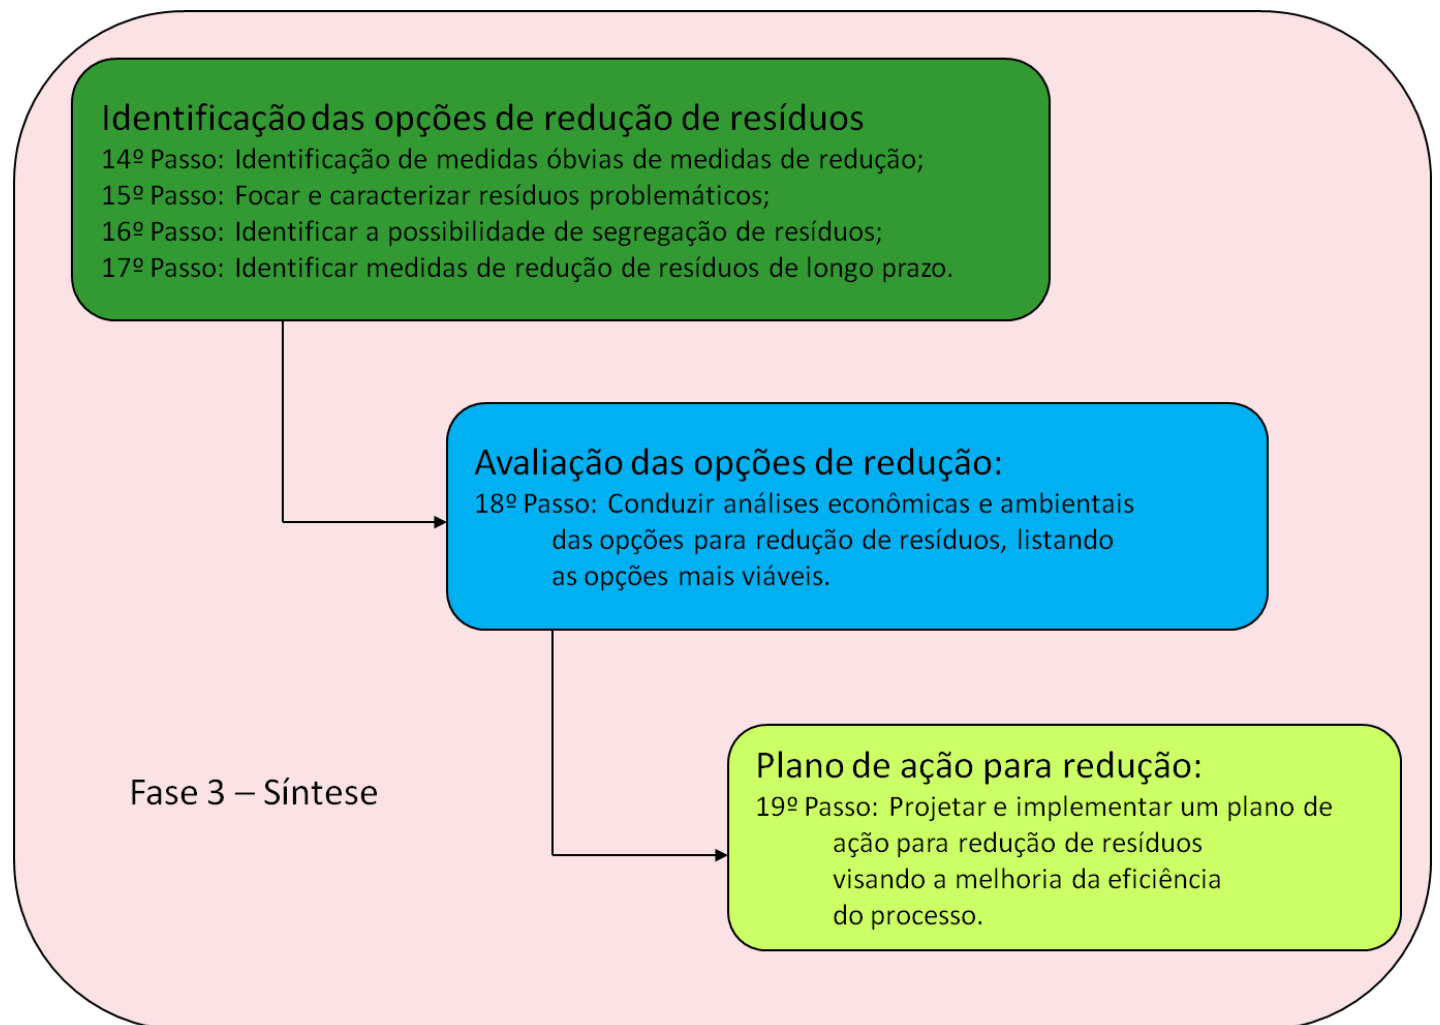 Identificação das opções de redução de resíduos
14º Passo: Identificação de medidas óbvias de medidas de redução;
15º Passo: Focar e caracterizar resíduos problemáticos;
16º Passo: Identificar a possibilidade de segregação de resíduos;
17º Passo: Identificar medidas de redução de resíduos de longo prazo.
Avaliação das opções de redução:
18º Passo: Conduzir análises econômicas e ambientais
das opções para redução de resíduos, listando
as opções mais viáveis.
Fase 3 – Síntese
Plano de ação para redução:
19º Passo: Projetar e implementar um plano de
ação para redução de resíduos
visando a melhoria da eficiência
do processo.